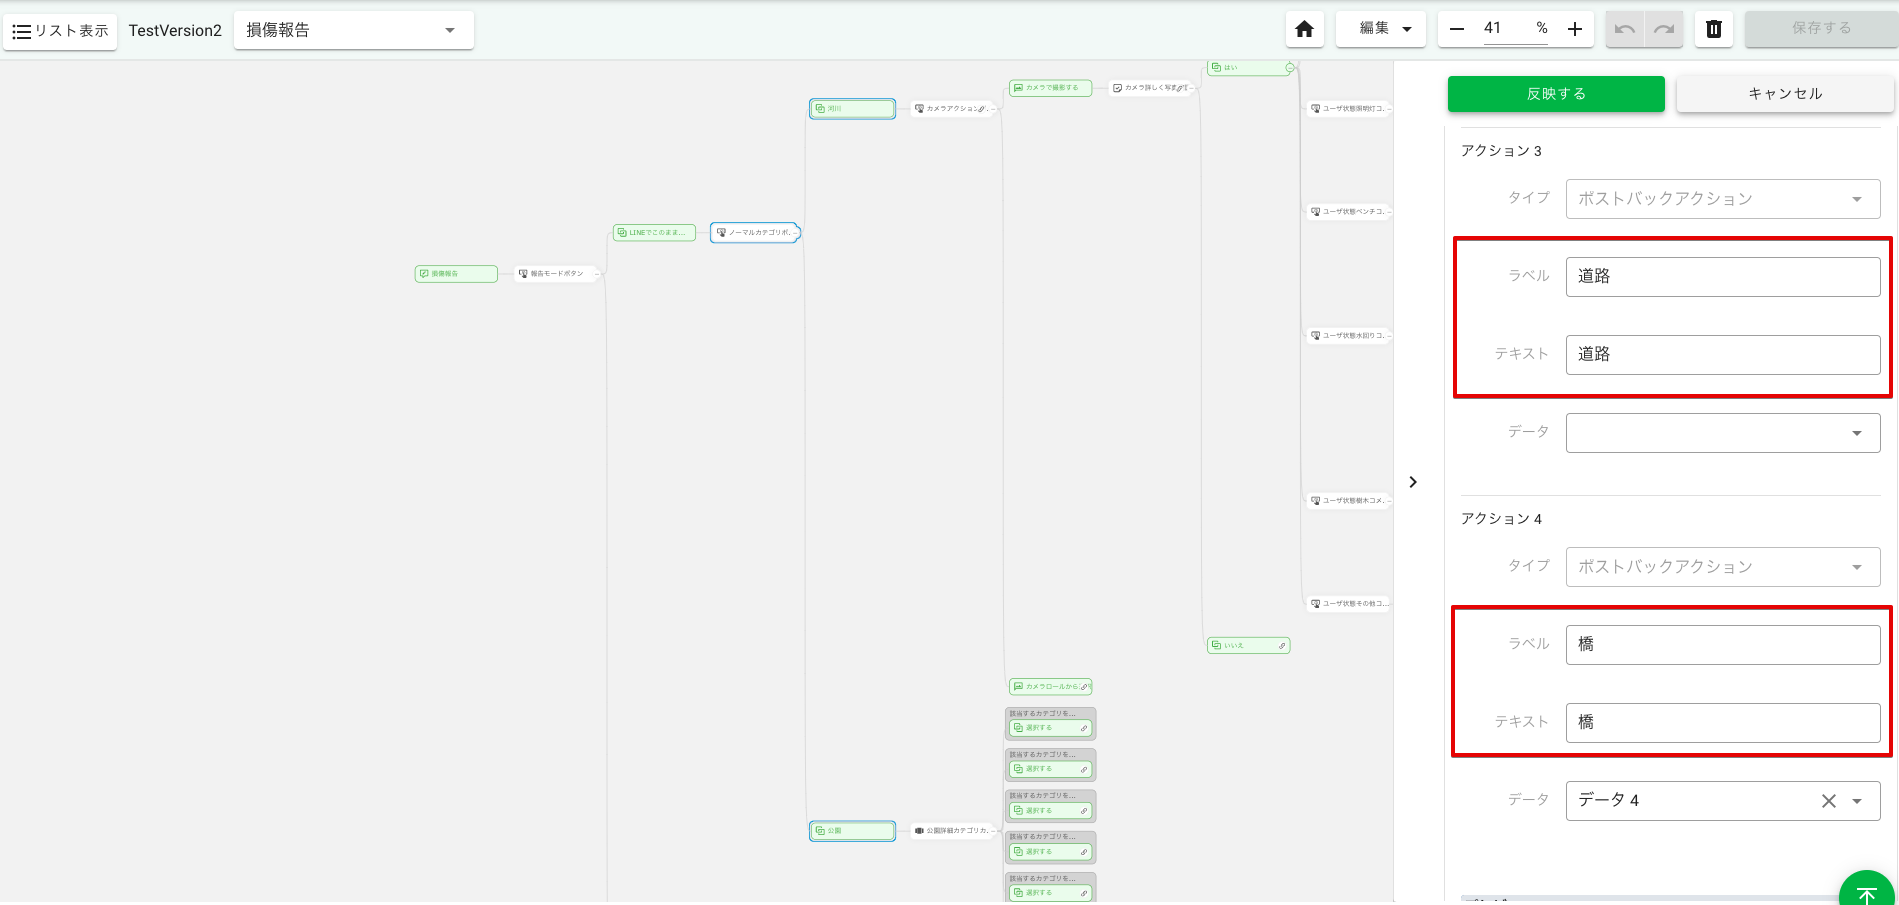 リスト表示
TestVersion2
損傷報告
編集
41 %
保存する
反映する
キャンセル
はい
カメラで撮影する
カメラ詳しく写真
河川
カメラアクション
ユーザ状態照明灯コ...
LINEでこのまま...
ノーマルカテゴリボ...
ユーザ状態ベンチコ...
損傷報告
報告モードボタン
ユーザ状態水回りコ...
ユーザ状態樹木コメ...
ユーザ状態その他コ...
いいえ
カメラロールから
該当するカテゴリを...
選択する
該当するカテゴリを...
選択する
該当するカテゴリを...
選択する
公園
公園詳細カテゴリカ...
該当するカテゴリを...
選択する
該当するカテゴリを...
選択する
アクション 3
タイプ
ポストバックアクション
ラベル
道路
テキスト
道路
データ
アクション 4
タイプ
ポストバックアクション
ラベル
橋
テキスト
橋
データ
データ 4